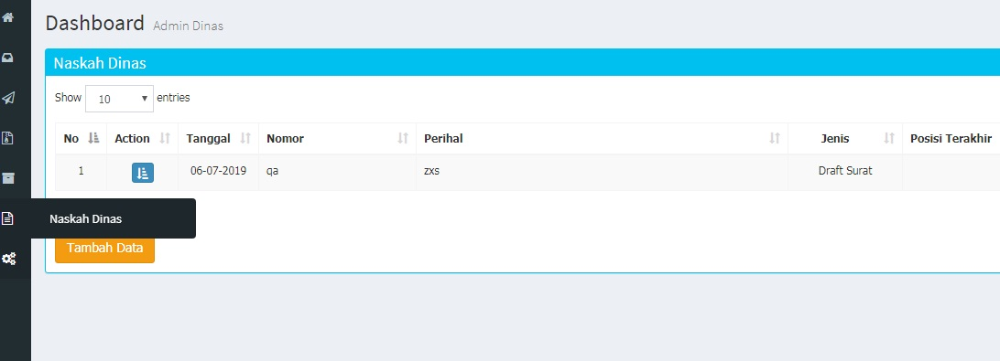 Dashboard Admin Dinas
Naskah Dinas
Show 10 entries
No Action Tanggal Nomor Perihal Jenis Posisi Terakhir
1 06-07-2019 qa zxs Draft Surat
Naskah Dinas
Tambah Data